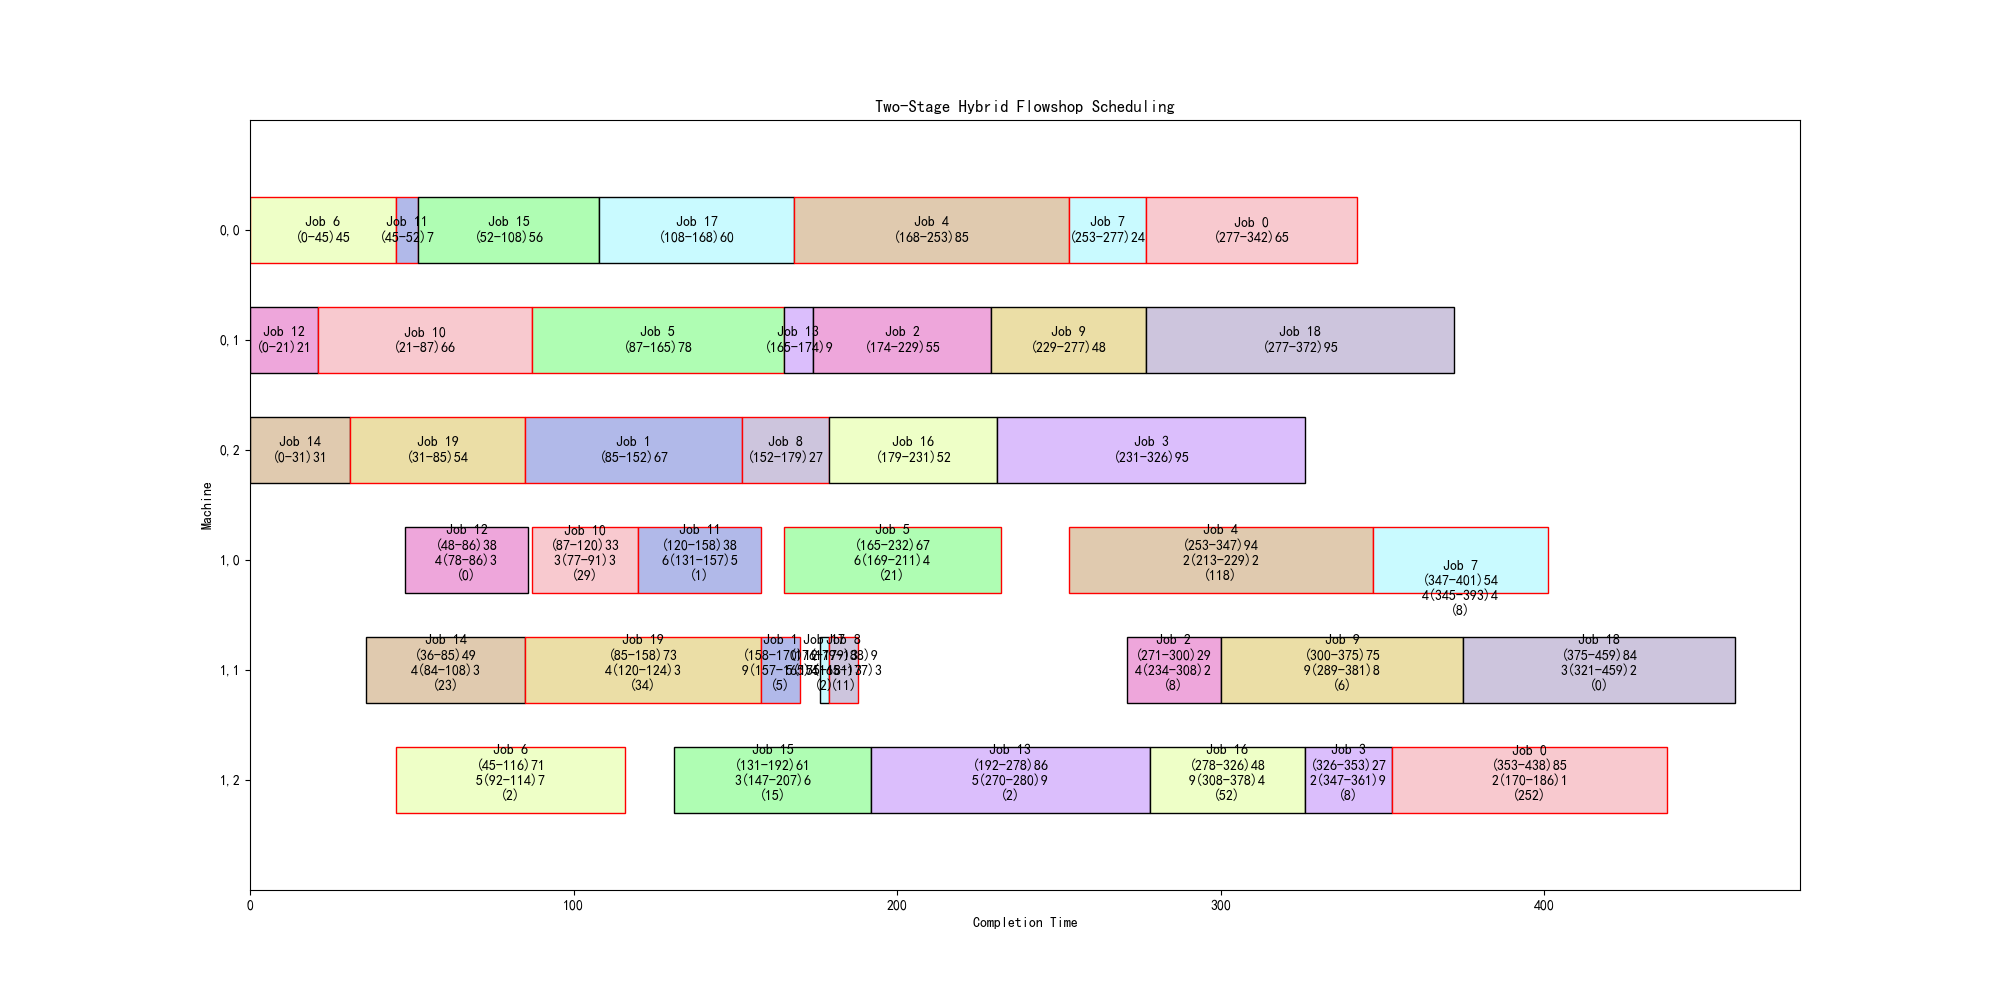 Two-Stage Hybrid Flowshop Scheduling
0,0
Job 6
(0-45)45
Job 11
(45-52)7
Job 15
(52-108)56
Job 17
(108-168)60
Job 4
(168-253)85
Job 7
(253-277)24
Job 0
(277-342)65
0,1
Job 12
(0-21)21
Job 10
(21-87)66
Job 5
(87-165)78
Job 13
(165-174)9
Job 2
(174-229)55
Job 9
(229-277)48
Job 18
(277-372)95
0,2
Job 14
(0-31)31
Job 19
(31-85)54
Job 1
(85-152)67
Job 8
(152-179)27
Job 16
(179-231)52
Job 3
(231-326)95
Machine
1,0
Job 12
(48-86)38
4(78-86)3
(0)
Job 10
(87-120)33
3(77-91)3
(29)
Job 11
(120-158)38
6(131-157)5
(1)
Job 5
(165-232)67
6(169-211)4
(21)
Job 4
(253-347)94
2(213-229)2
(118)
Job 7
(347-401)54
4(345-393)4
(8)
1,1
Job 14
(36-85)49
4(84-108)3
(23)
Job 19
(85-158)73
4(120-124)3
(34)
Job 1
(5)
Job 17
(2)
Job 8
(11)
Job 2
(271-300)29
4(234-308)2
(8)
Job 9
(300-375)75
9(289-381)8
(6)
Job 18
(375-459)84
3(321-459)2
(0)
1,2
Job 6
(45-116)71
5(92-114)7
(2)
Job 15
(131-192)61
3(147-207)6
(15)
Job 13
(192-278)86
5(270-280)9
(2)
Job 16
(278-326)48
9(308-378)4
(52)
Job 3
(326-353)27
2(347-361)9
(8)
Job 0
(353-438)85
2(170-186)1
(252)
0
100
200
300
400
Completion Time